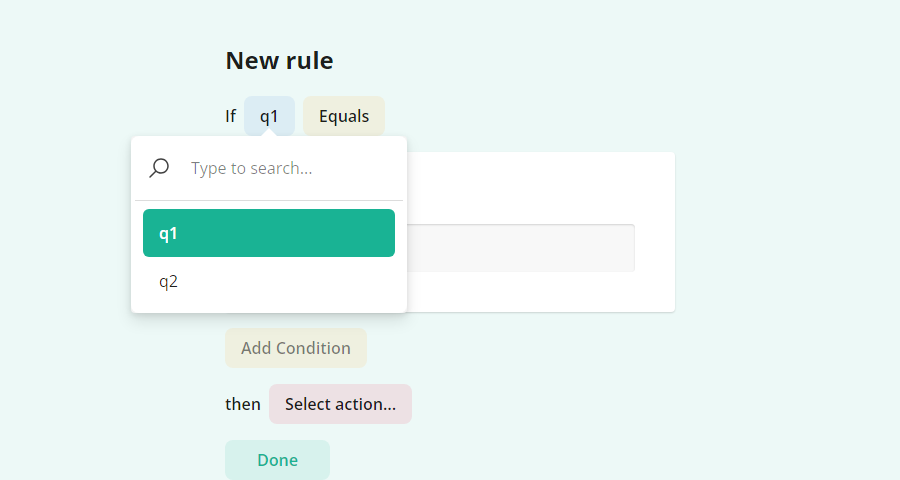 New rule
If q1 Equals
Type to search...
q1
q2
Add Condition
then Select action...
Done